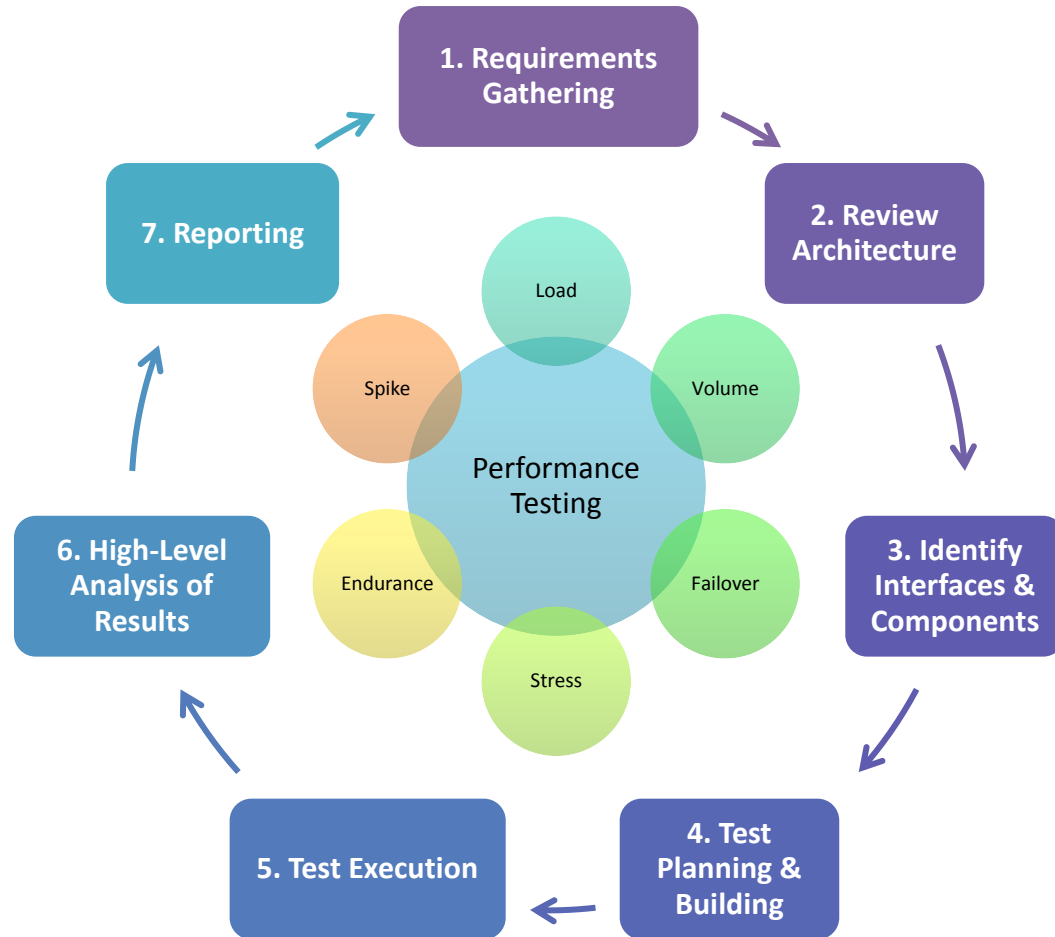 1. Requirements
Gathering
2. Review
Architecture
3. Identify
Interfaces &
Components
4. Test
Planning &
Building
5. Test Execution
6. High-Level
Analysis of
Results
7. Reporting
Load
Volume
Failover
Stress
Endurance
Spike
Performance
Testing